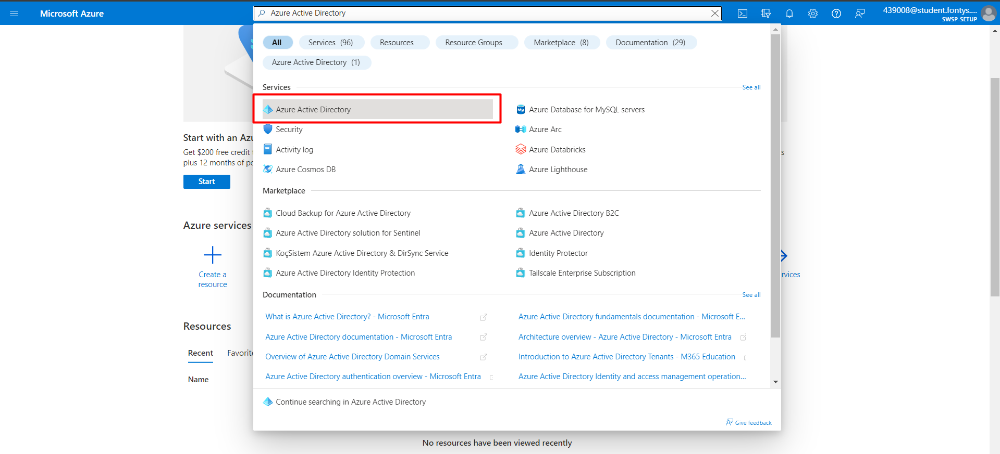 Microsoft Azure
Azure Active Directory
439008@student.fontys....
SWSP-SETUP
All
Services (96)
Resources
Resource Groups
Marketplace (8)
Documentation (29)
Azure Active Directory (1)
Services
See all
Azure Active Directory
Azure Database for MySQL servers
Security
Azure Arc
Activity log
Azure Databricks
Azure Cosmos DB
Azure Lighthouse
Marketplace
Cloud Backup for Azure Active Directory
Azure Active Directory B2C
Azure Active Directory solution for Sentinel
Azure Active Directory
KoçSistem Azure Active Directory & DirSync Service
Identity Protector
Azure Active Directory Identity Protection
Tailscale Enterprise Subscription
Documentation
See all
What is Azure Active Directory? - Microsoft Entra
Azure Active Directory fundamentals documentation - Microsoft E...
Azure Active Directory documentation - Microsoft Entra
Architecture overview - Azure Active Directory - Microsoft Entra
Overview of Azure Active Directory Domain Services
Introduction to Azure Active Directory Tenants - M365 Education
Azure Active Directory authentication overview - Microsoft Entra
Azure Active Directory Identity and access management operation...
Continue searching in Azure Active Directory
Give feedback
Start with an Azu
Get $200 free credit
plus 12 months of po
Start
Azure services
Create a
resource
rvices
Resources
Recent
Favorite
Name
No resources have been viewed recently